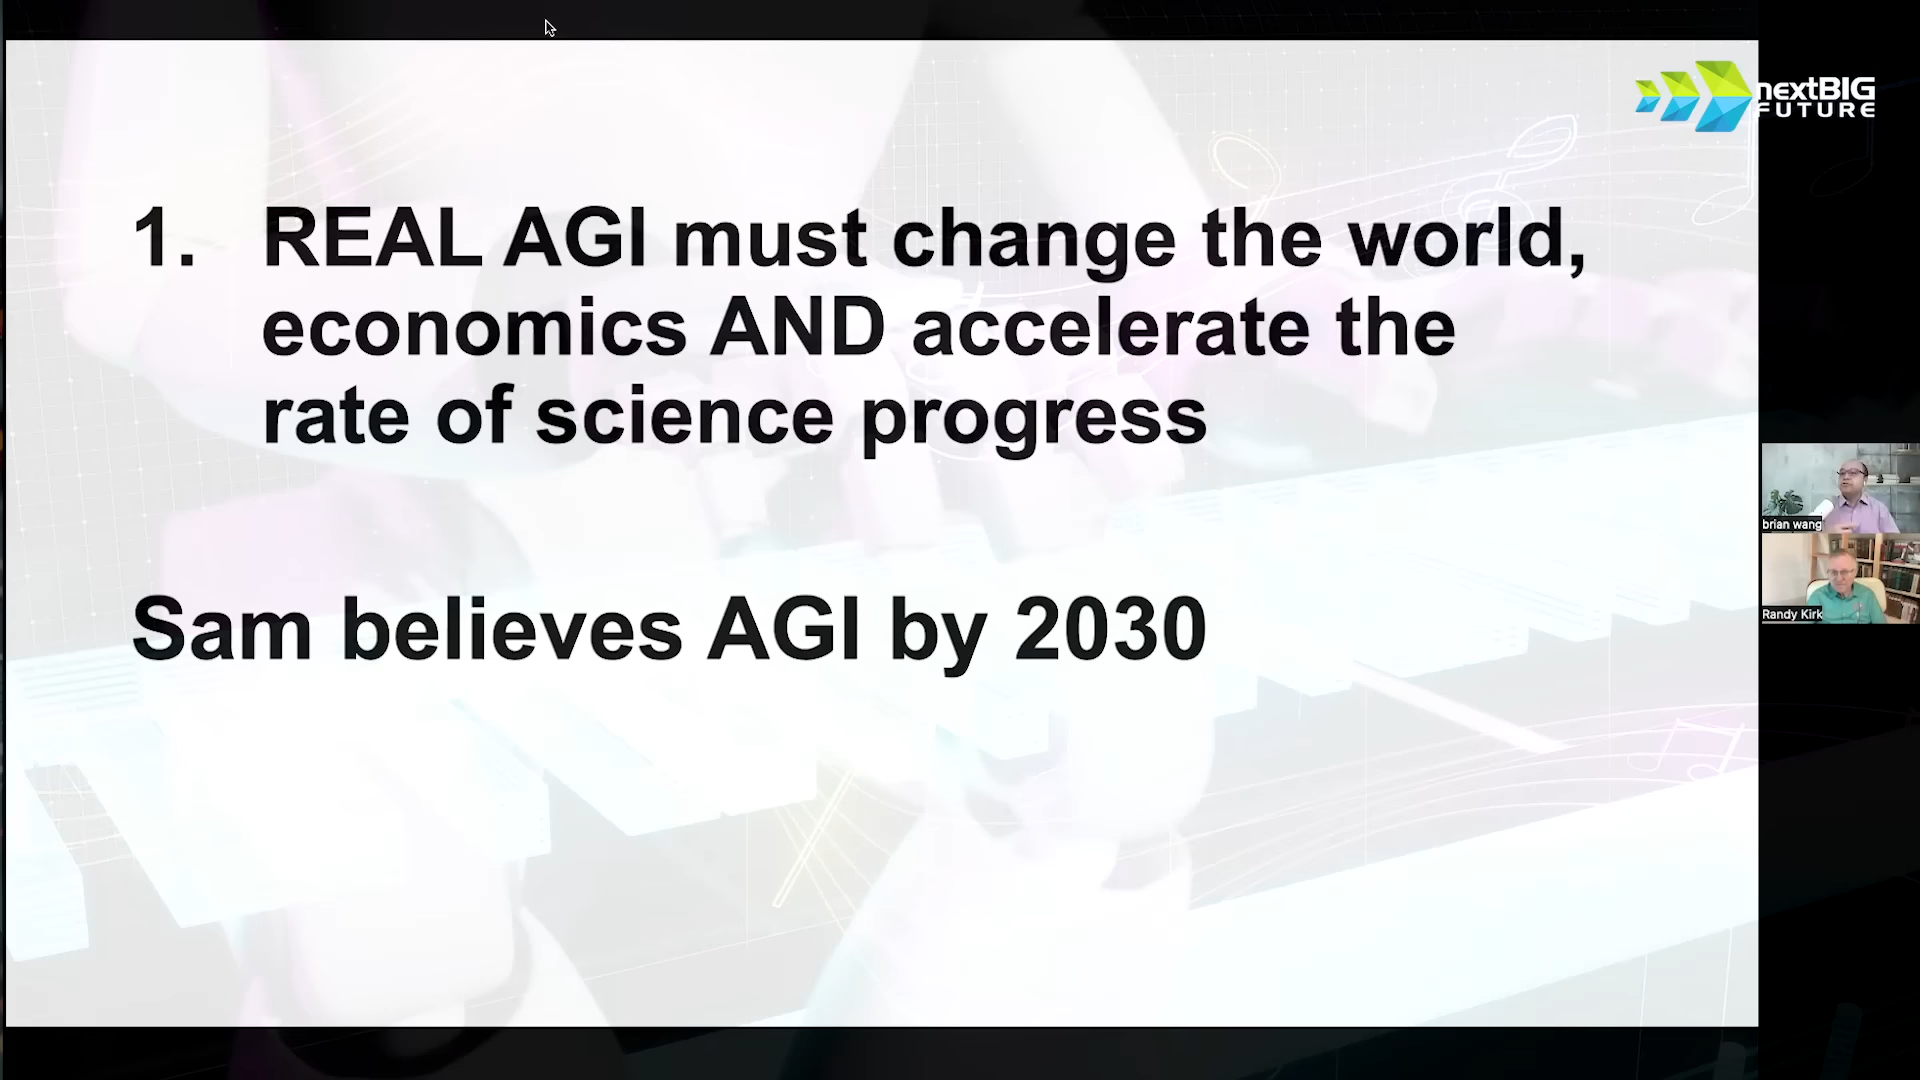 nextBIG
FUTURE
1. REAL AGI must change the world,
economics AND accelerate the
rate of science progress
Sam believes AGI by 2030
brian wang
Randy Kirk